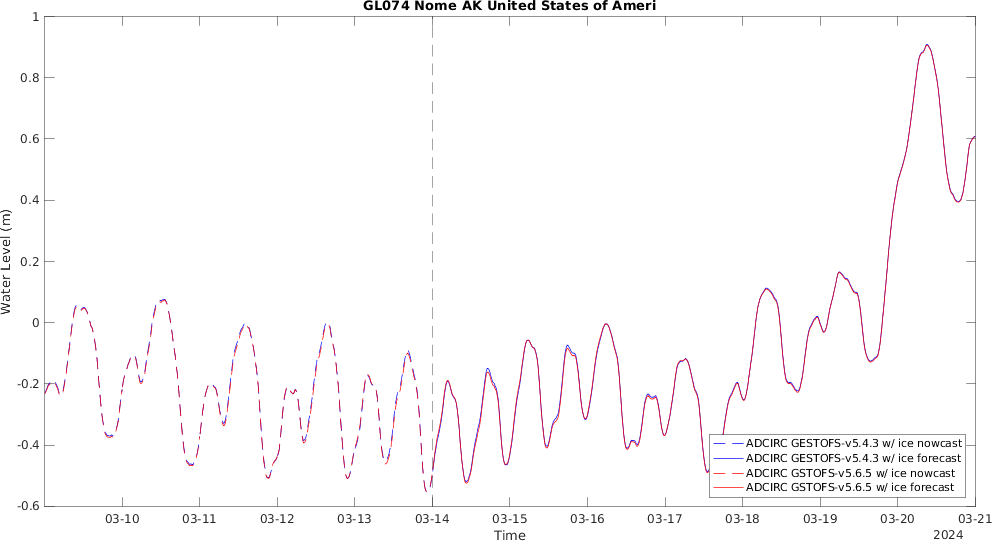 GL074 Nome AK United States of Ameri
Water Level (m)
1
0.8
0.6
0.4
0.2
0
-0.2
-0.4
-0.6
ADCIRC GESTOFS-v5.4.3 w/ ice nowcast
ADCIRC GESTOFS-v5.4.3 w/ ice forecast
ADCIRC GSTOFS-v5.6.5 w/ ice nowcast
ADCIRC GSTOFS-v5.6.5 w/ ice forecast
03-10 03-11 03-12 03-13 03-14 03-15 03-16 03-17 03-18 03-19 03-20 03-21
Time
2024